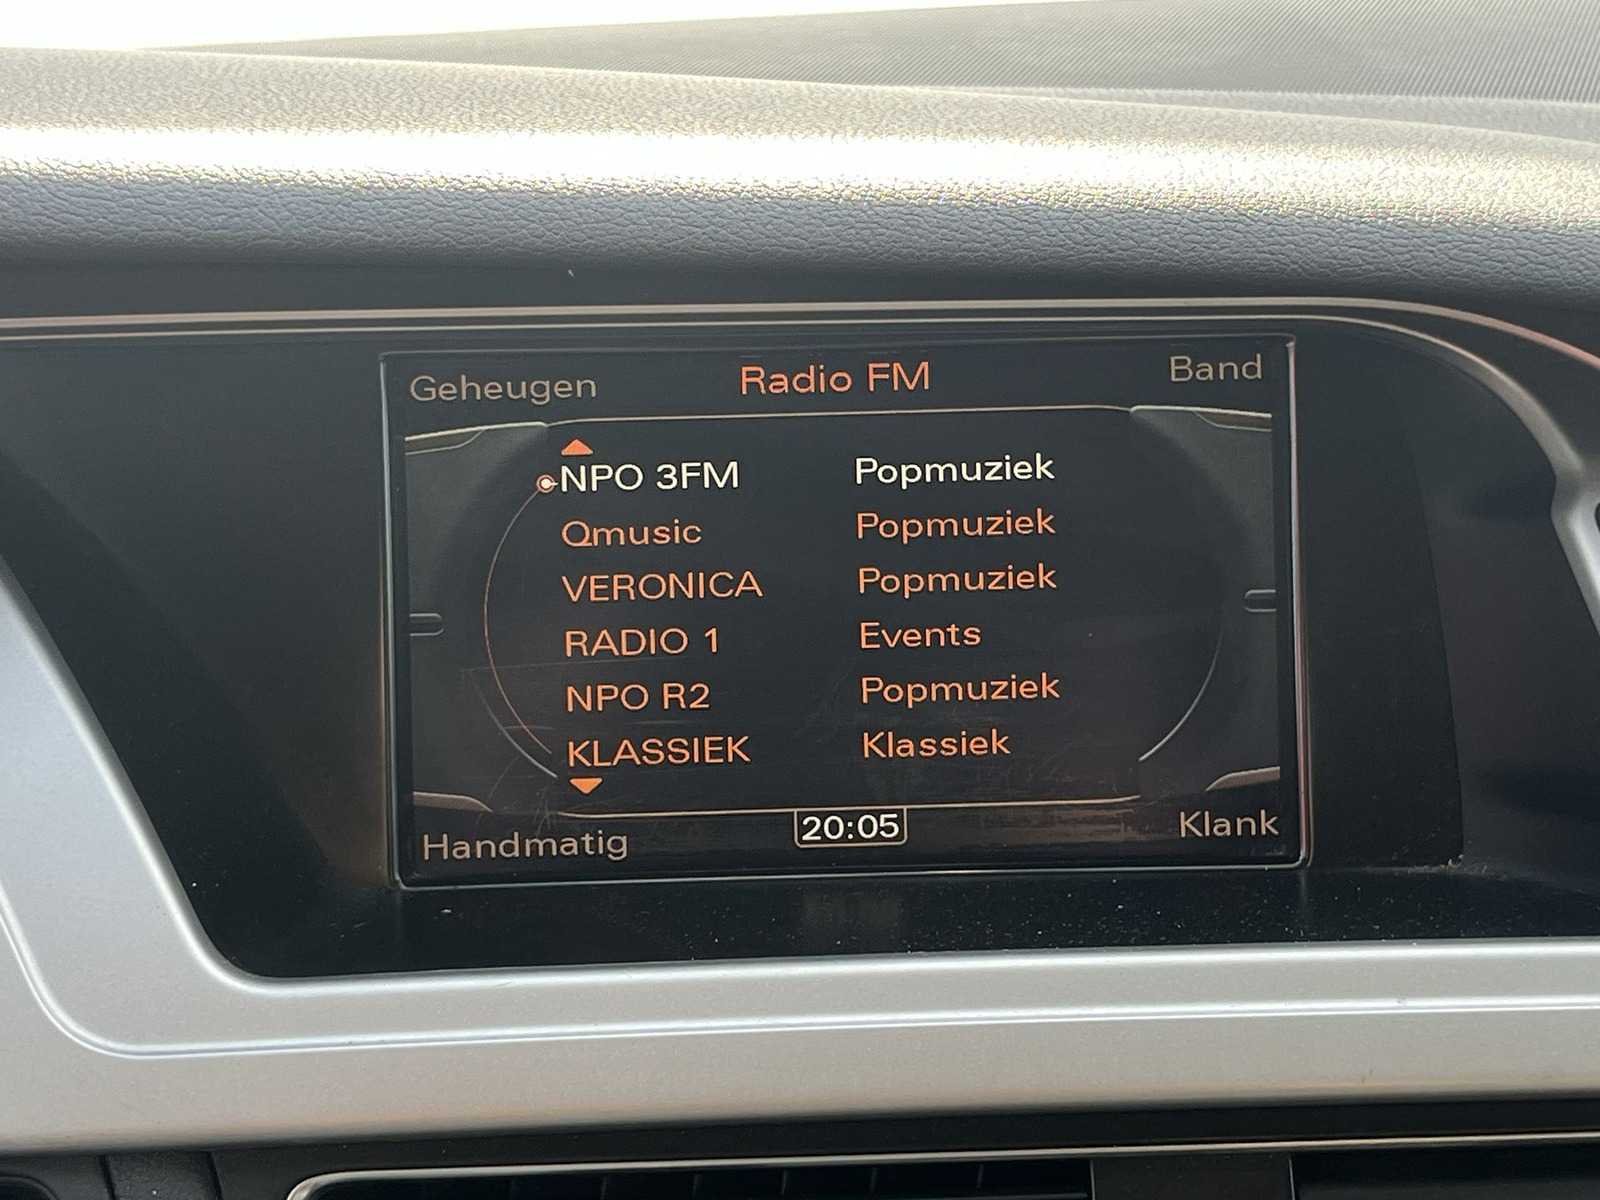 Geheugen Radio FM Band
NPO 3FM Popmuziek
Qmusic Popmuziek
VERONICA Popmuziek
RADIO 1 Events
NPO R2 Popmuziek
KLASSIEK Klassiek
Handmatig 20:05 Klank